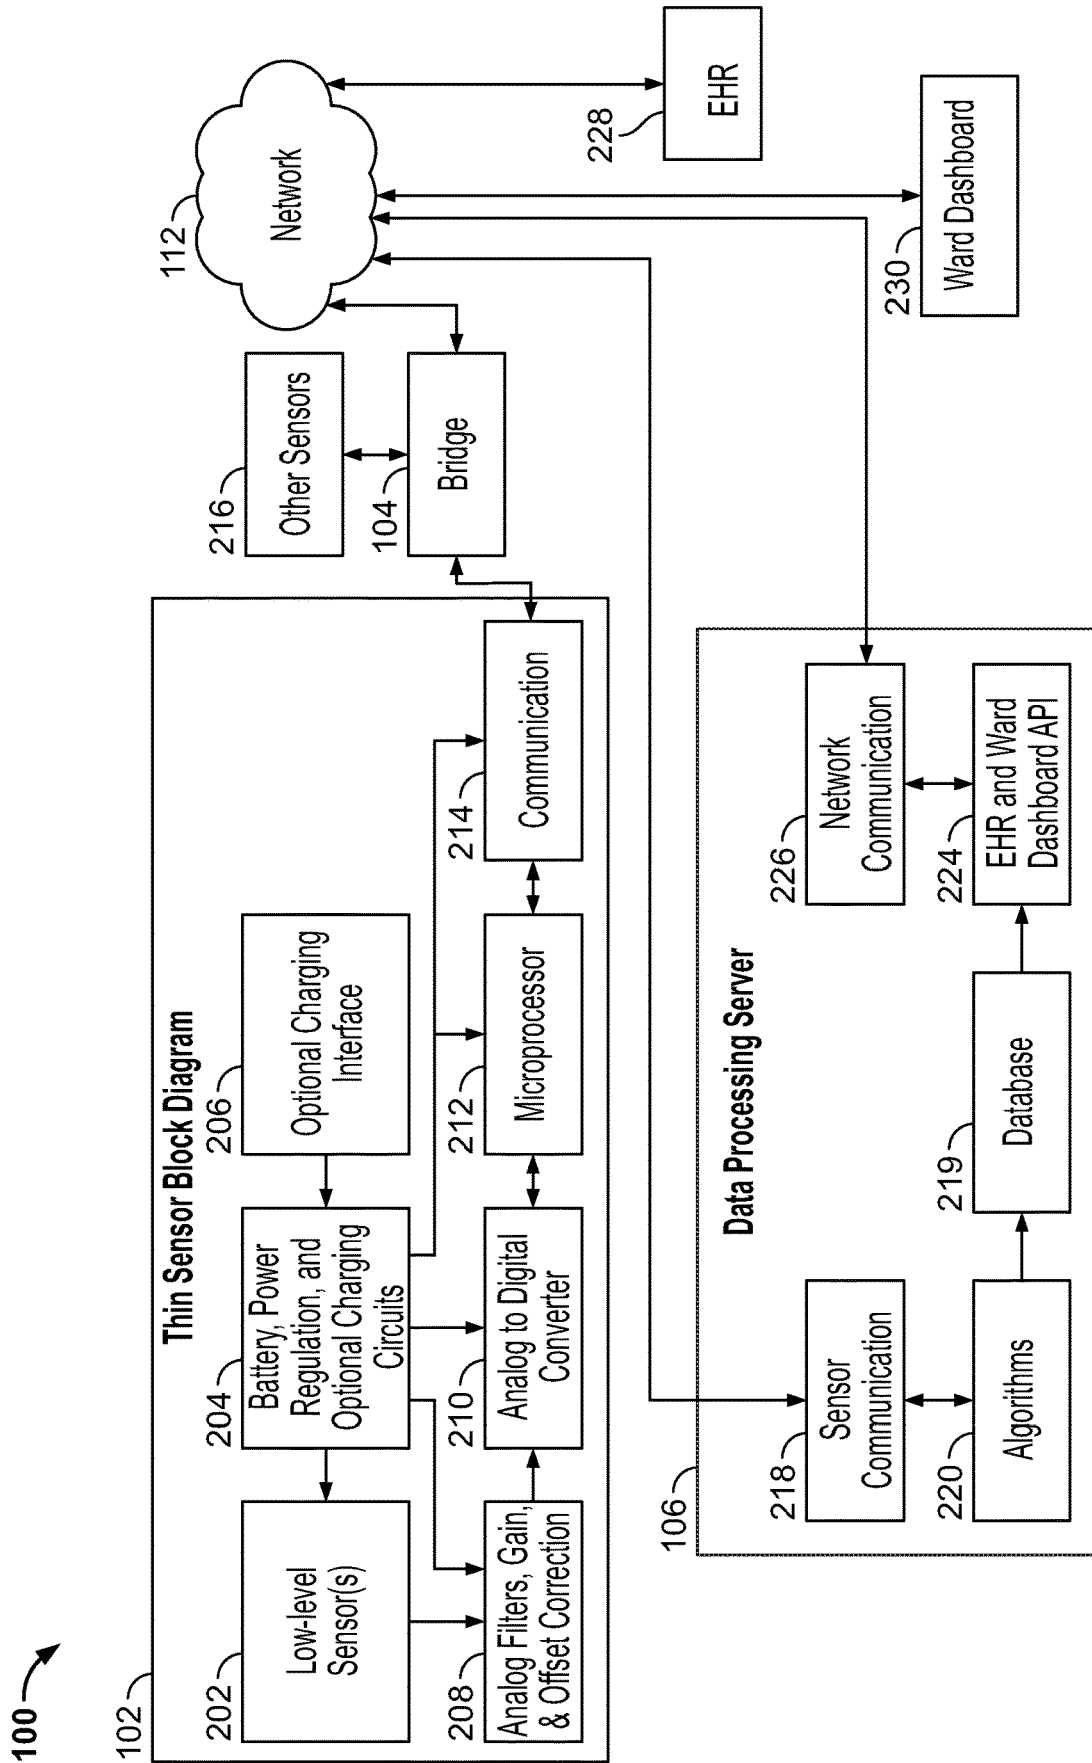 100
102
Thin Sensor Block Diagram
202
Low-level
Sensor(s)
204
Battery, Power
Regulation, and
Optional Charging
Circuits
206
Optional Charging
Interface
208
Analog Filters, Gain,
& Offset Correction
210
Analog to Digital
Converter
212
Microprocessor
214
Communication
216
Other Sensors
104
Bridge
112
Network
106
Data Processing Server
218
Sensor
Communication
220
Algorithms
219
Database
226
Network
Communication
224
EHR and Ward
Dashboard API
228
EHR
230
Ward Dashboard